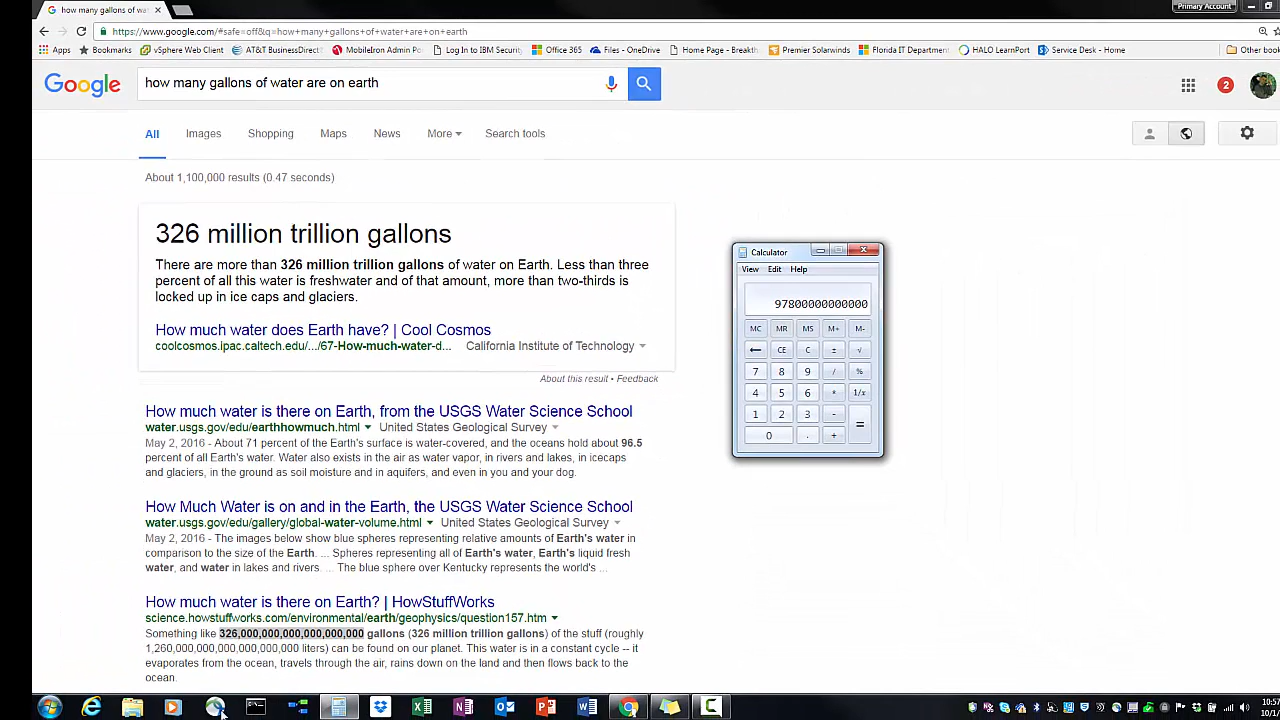 how many gallons of wat
Primary Account
https://www.google.com/#safe=off&q=how+many+gallons+of+water+are+on+earth
Apps Bookmarks vSphere Web Client AT&T BusinessDirect MobileIron Admin Po Log In to ISM Security Office 365 Files - OneDrive Home Page - Breakth Premier Solarwinds Florida IT Department HALO LearnPort Service Desk - Home Other boo
Google how many gallons of water are on earth 2
All Images Shopping Maps News More Search tools
About 1,100,000 results (0.47 seconds)
326 million trillion gallons
There are more than 326 million trillion gallons of water on Earth. Less than three
percent of all this water is freshwater and of that amount, more than two-thirds is
locked up in ice caps and glaciers.
How much water does Earth have? | Cool Cosmos
coolcosmos.ipac.caltech.edu/.../67-How-much-water-d... California Institute of Technology
About this result • Feedback
How much water is there on Earth, from the USGS Water Science School
water.usgs.gov/edu/earthhowmuch.html United States Geological Survey
May 2, 2016 - About 71 percent of the Earth's surface is water-covered, and the oceans hold about 96.5
percent of all Earth's water. Water also exists in the air as water vapor, in rivers and lakes, in icecaps
and glaciers, in the ground as soil moisture and in aquifers, and even in you and your dog.
How Much Water is on and in the Earth, the USGS Water Science School
water.usgs.gov/edu/gallery/global-water-volume.html United States Geological Survey
May 2, 2016 - The images below show blue spheres representing relative amounts of Earth's water in
comparison to the size of the Earth. ... Spheres representing all of Earth's water, Earth's liquid fresh
water, and water in lakes and rivers. ... The blue sphere over Kentucky represents the world's ...
How much water is there on Earth? | HowStuffWorks
science.howstuffworks.com/environmental/earth/geophysics/question157.htm
Something like 326,000,000,000,000,000,000 gallons (326 million trillion gallons) of the stuff (roughly
1,260,000,000,000,000,000,000 liters) can be found on our planet. This water is in a constant cycle -- it
evaporates from the ocean, travels through the air, rains down on the land and then flows back to the
ocean.
Calculator
View Edit Help
97800000000000
MC MR MS M+ M-
← CE C ± √
7 8 9 / %
4 5 6 * 1/x
1 2 3 - =
0 . +
10:5
10/1